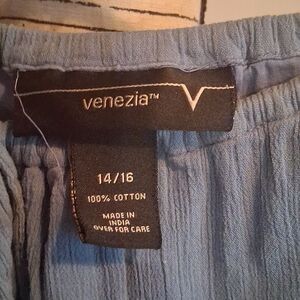 venezia™ V
14/16
100% COTTON
MADE IN
INDIA
OVER FOR CARE